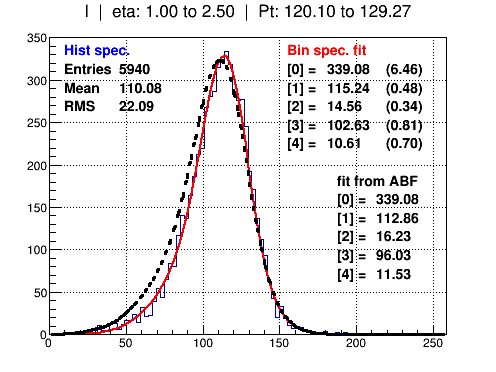 I | eta: 1.00 to 2.50 | Pt: 120.10 to 129.27
Hist spec.
Entries 5940
Mean 110.08
RMS 22.09
Bin spec. fit
[0] = 339.08 (6.46)
[1] = 115.24 (0.48)
[2] = 14.56 (0.34)
[3] = 102.63 (0.81)
[4] = 10.61 (0.70)
fit from ABF
[0] = 339.08
[1] = 112.86
[2] = 16.23
[3] = 96.03
[4] = 11.53
350
300
250
200
150
100
50
0
0 50 100 150 200 250